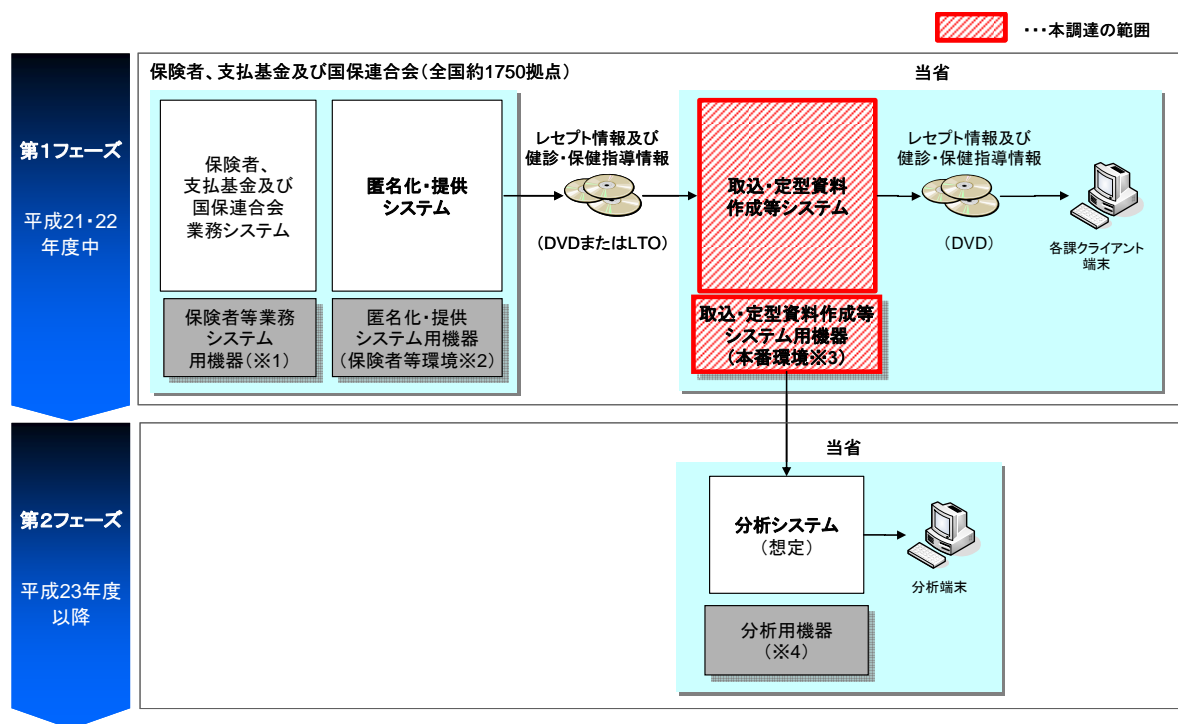 ・・・本調達の範囲
第1フェーズ
平成21・22
年度中
保険者、支払基金及び国保連合会(全国約1750拠点)
保険者、
支払基金及び
国保連合会
業務システム
匿名化・提供
システム
保険者等業務
システム
用機器(※1)
匿名化・提供
システム用機器
(保険者等環境※2)
レセプト情報及び
健診・保健指導情報
(DVDまたはLTO)
当省
取込・定型資料
作成等システム
取込・定型資料作成等
システム用機器
(本番環境※3)
レセプト情報及び
健診・保健指導情報
(DVD)
各課クライアント
端末
第2フェーズ
平成23年度
以降
当省
分析システム
(想定)
分析端末
分析用機器
(※4)